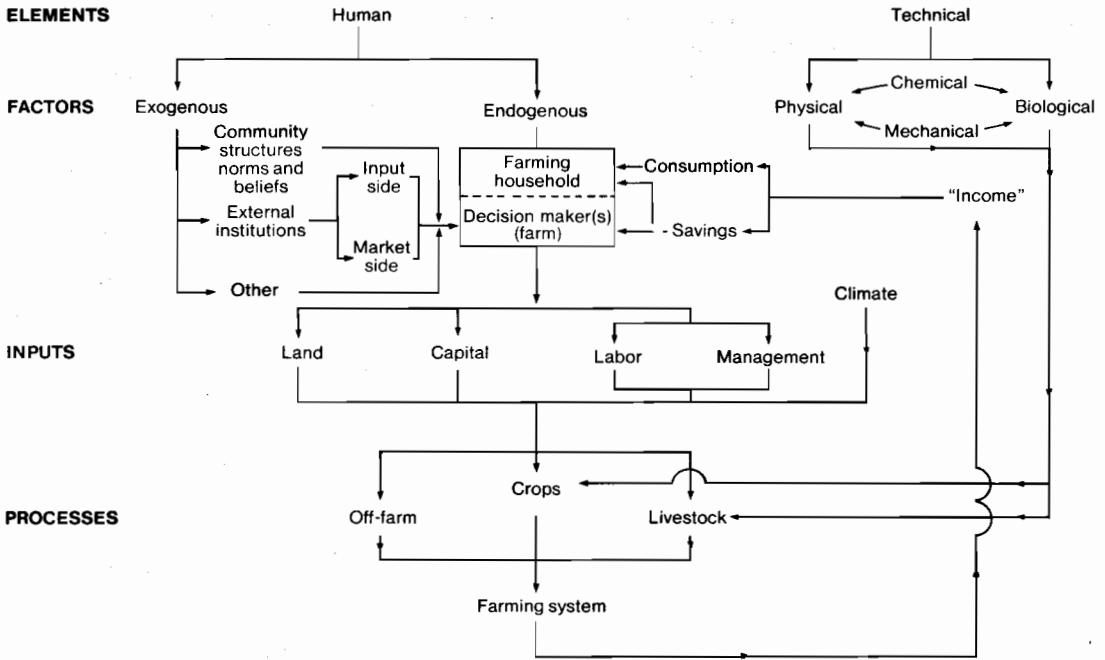 ELEMENTS
Human
Technical
FACTORS
Exogenous
Endogenous
Physical
Chemical
Mechanical
Biological
Community
structures
norms and
beliefs
External
institutions
Other
Input
side
Market
side
Farming
household
Decision maker(s)
(farm)
Consumption
Savings
"Income"
Climate
INPUTS
Land
Capital
Labor
Management
PROCESSES
Off-farm
Crops
Livestock
Farming system